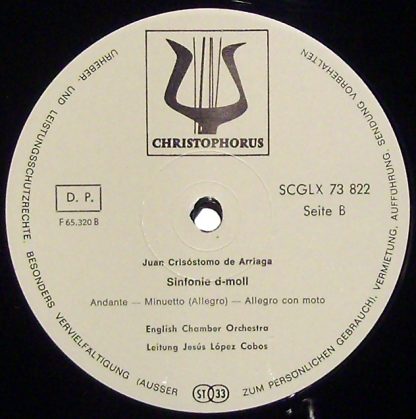 CHRISTOPHORUS
D. P.
F 65.320 B
SCGLX 73 822
Seite B
Juan Crisóstomo de Arriaga
Sinfonie d-moll
Andante — Minuetto (Allegro) — Allegro con moto
English Chamber Orchestra
Leitung Jesús López Cobos
ST 33
URHEBER- UND LEISTUNGSSCHUTZRECHTE, BESONDERS VERVIELFÄLTIGUNG (AUSSER ZUM PERSÖNLICHEN GEBRAUCH), VERMIETUNG, AUFFÜHRUNG, SENDUNG VORBEHALTEN